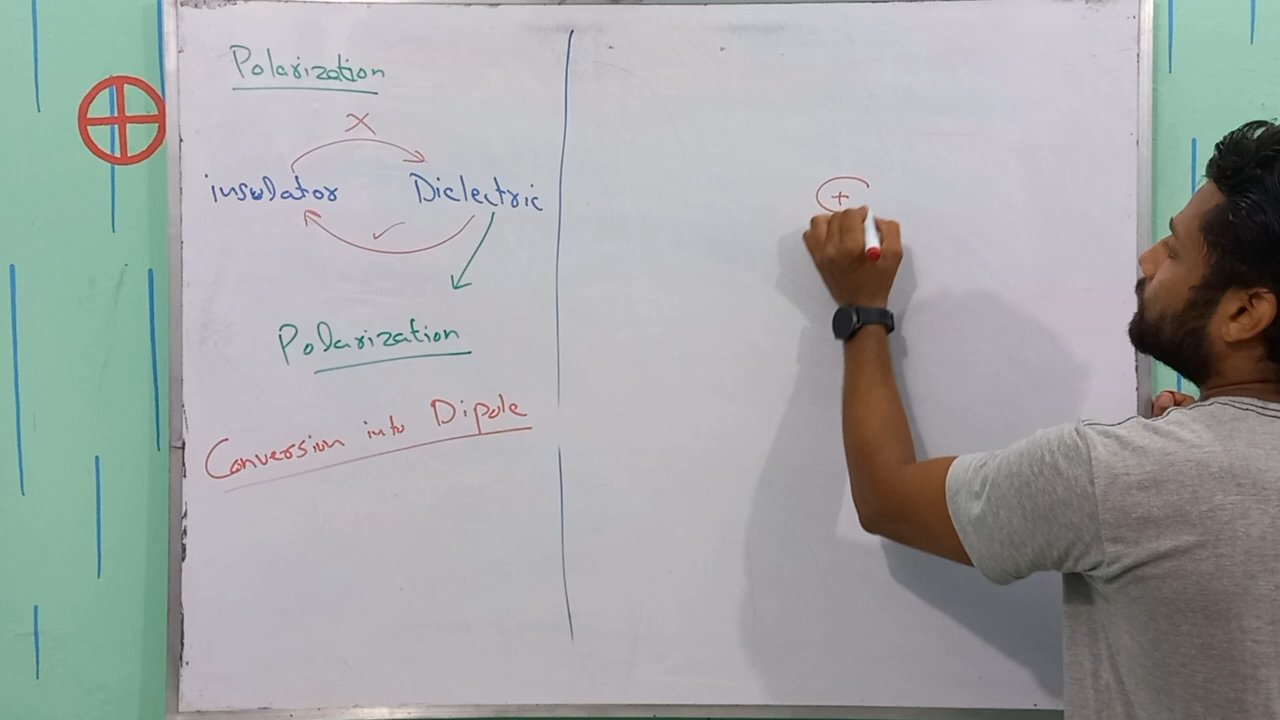 Polarization
X
insulator Dielectric
✓
Polarization
Conversion into Dipole
+